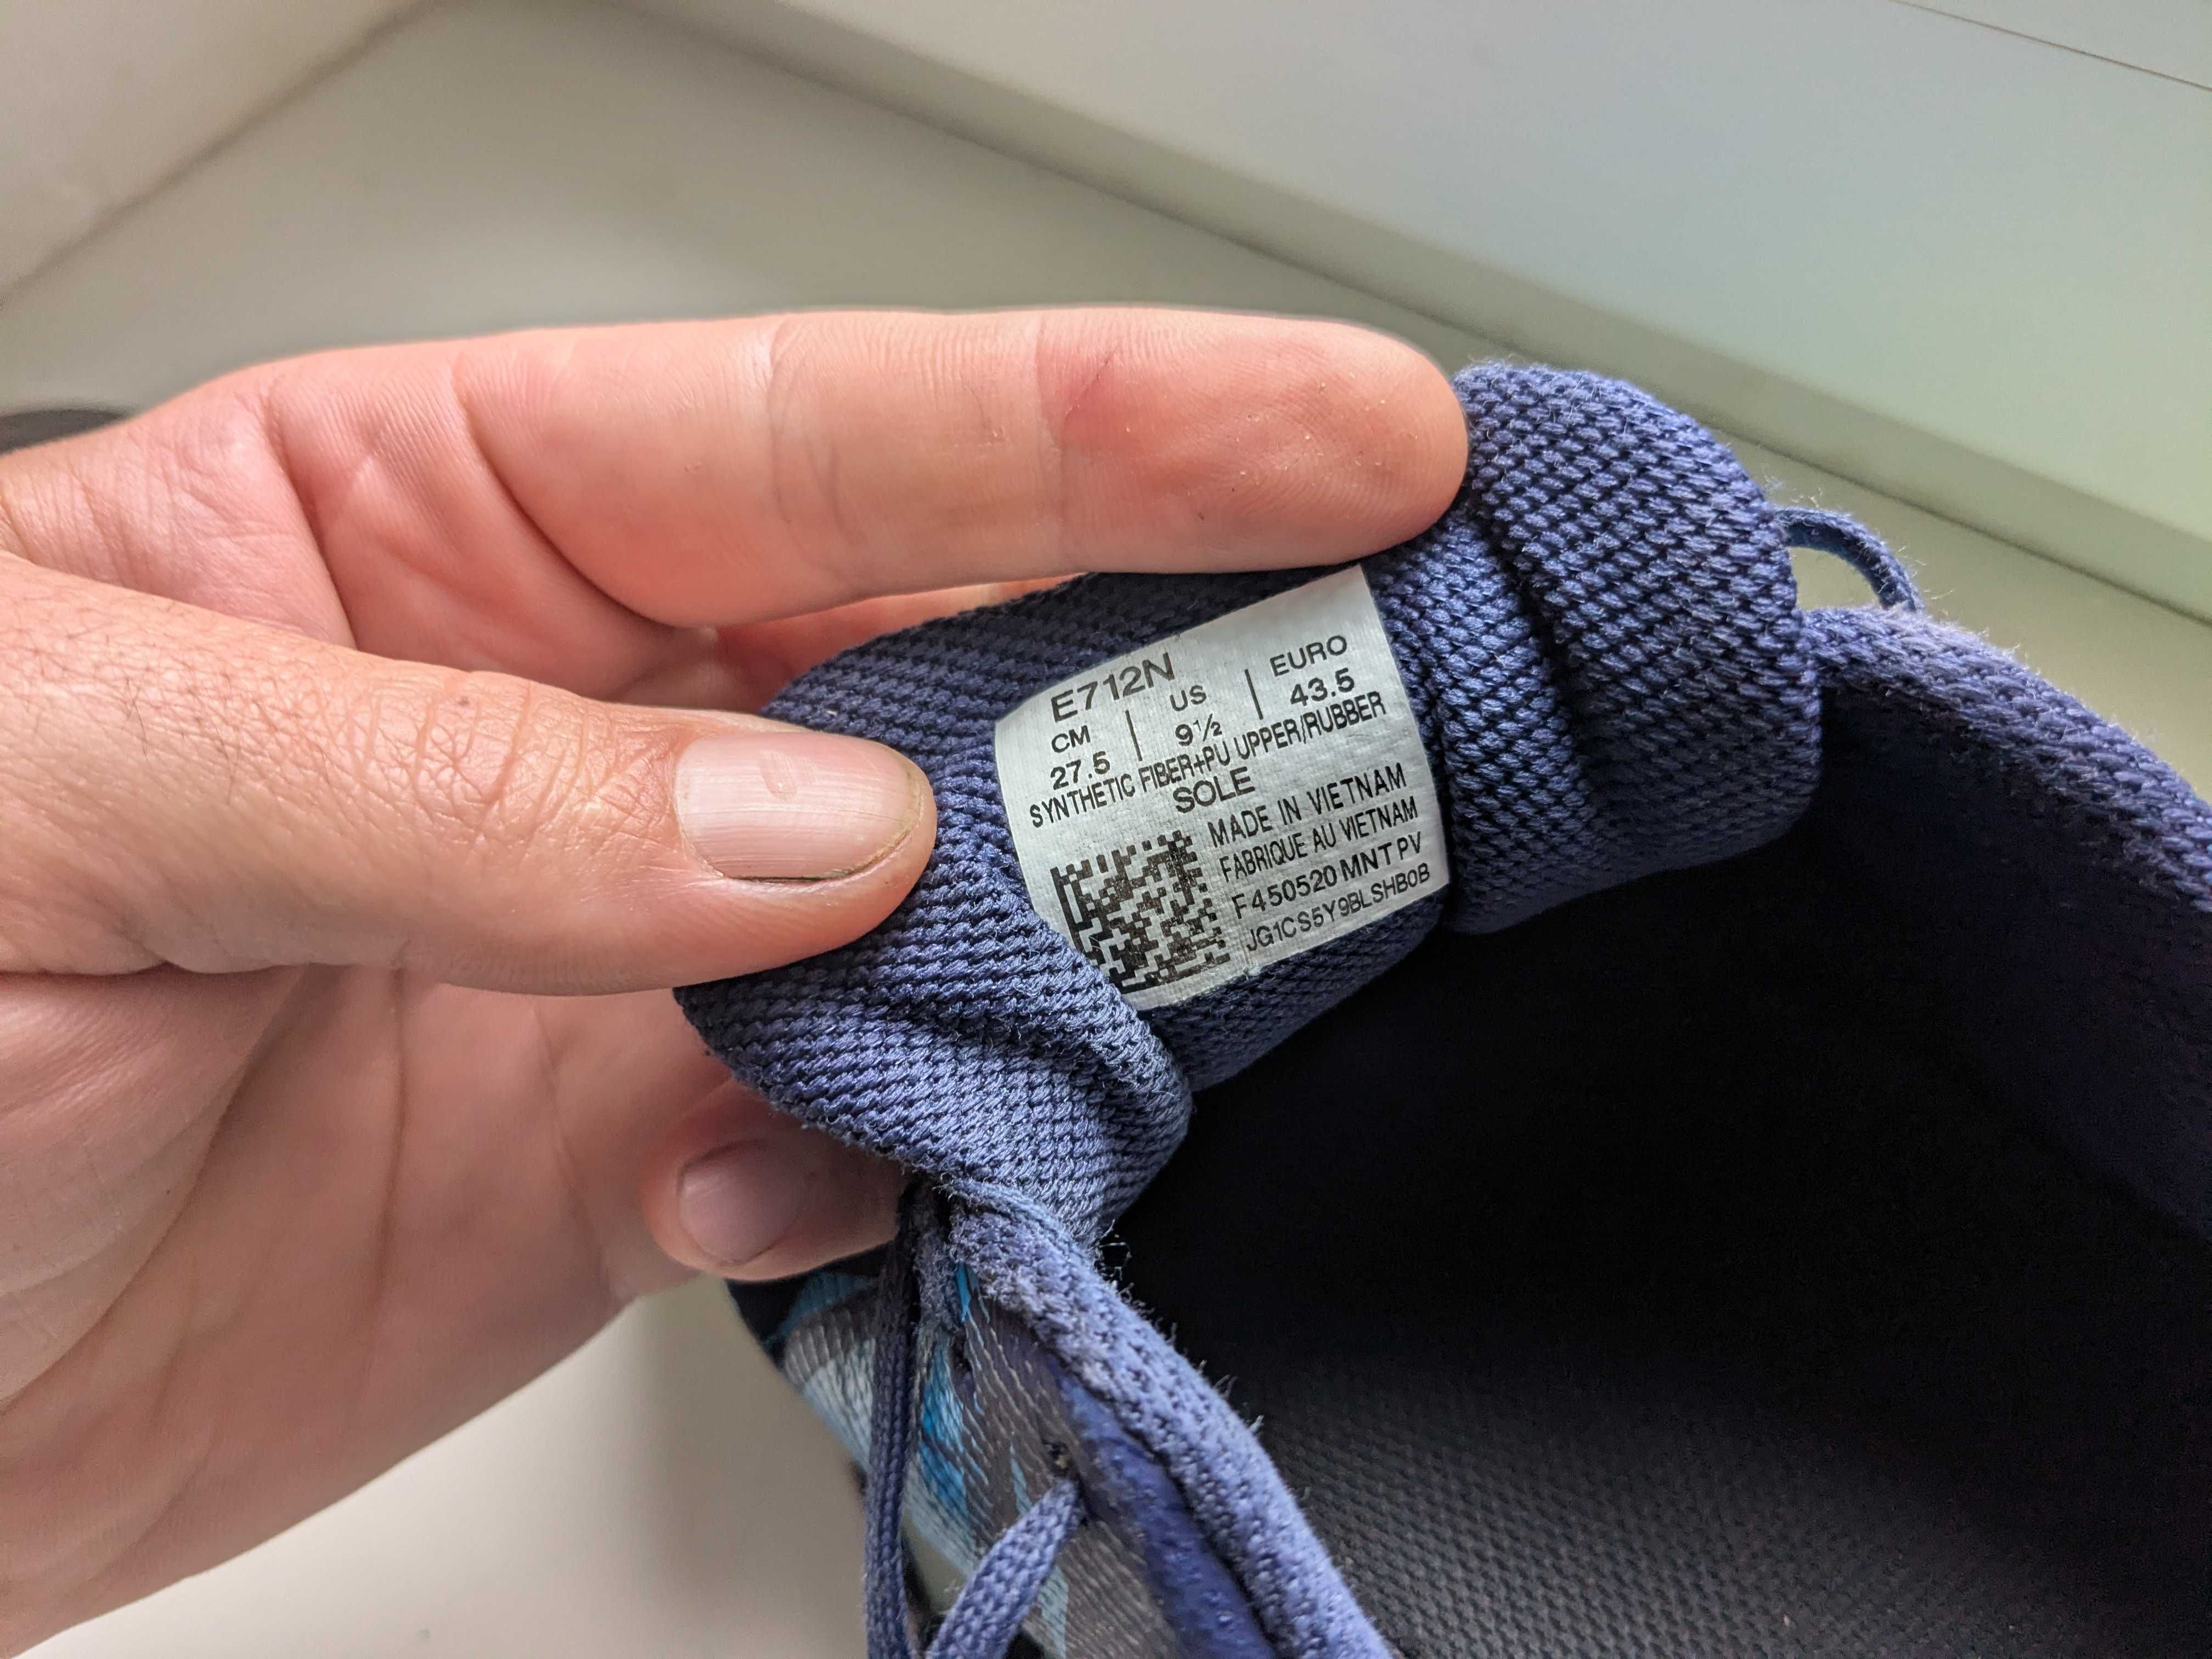 E712N
CM | US | EURO
27.5 | 9½ | 43.5
SYNTHETIC FIBER+PU UPPER/RUBBER
SOLE
MADE IN VIETNAM
FABRIQUE AU VIETNAM
F450520 MNT PV
JG1CS5Y9BLSHB0B